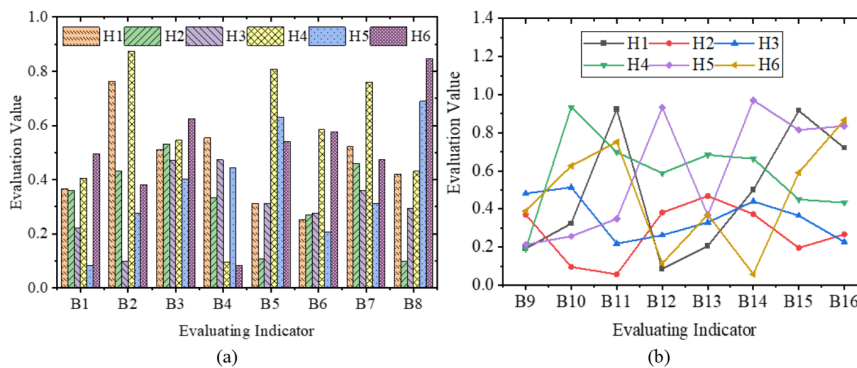 1.0
0.8
0.6
0.4
0.2
0.0
Evaluation Value
H1 H2 H3 H4 H5 H6
B1 B2 B3 B4 B5 B6 B7 B8
Evaluating Indicator
(a)
1.4
1.2
1.0
0.8
0.6
0.4
0.2
0.0
Evaluation Value
H1 H2 H3
H4 H5 H6
B9 B10 B11 B12 B13 B14 B15 B16
Evaluating Indicator
(b)